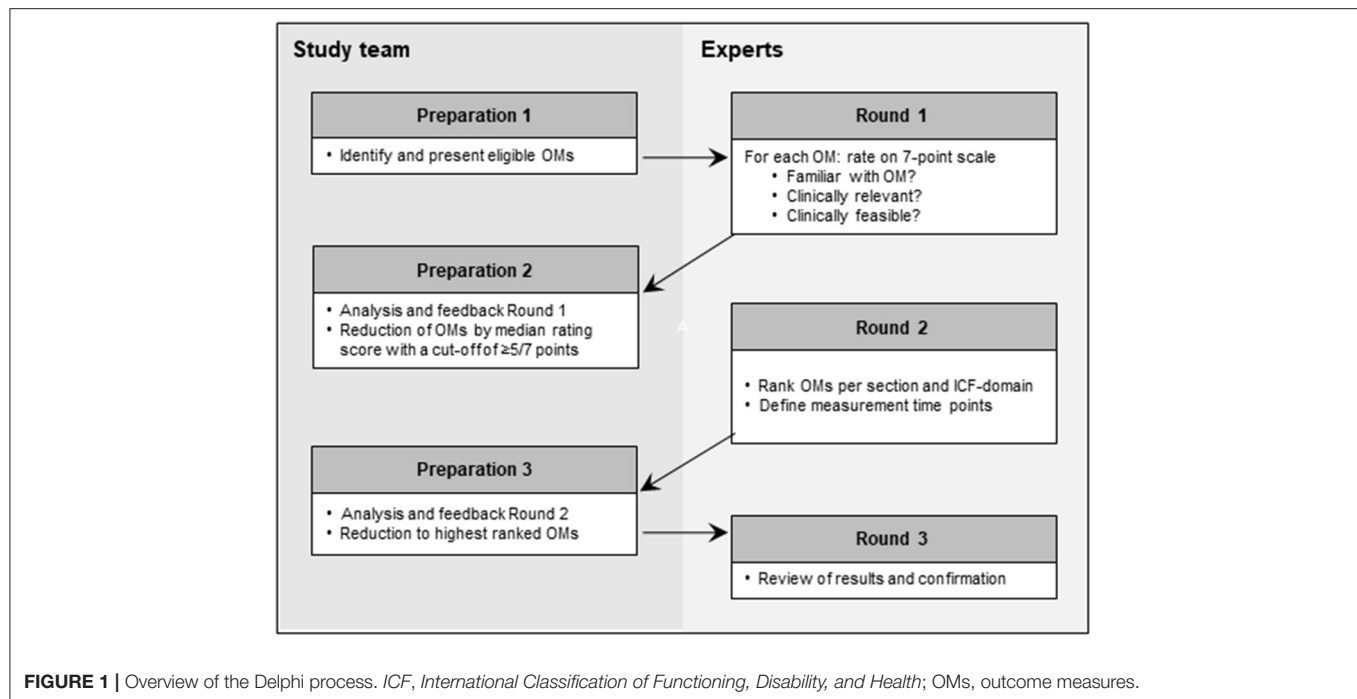 Study team
Experts
Preparation 1
• Identify and present eligible OMs
Round 1
For each OM: rate on 7-point scale
• Familiar with OM?
• Clinically relevant?
• Clinically feasible?
Preparation 2
• Analysis and feedback Round 1
• Reduction of OMs by median rating
score with a cut-off of ≥5/7 points
A
Round 2
• Rank OMs per section and ICF-domain
• Define measurement time points
Preparation 3
• Analysis and feedback Round 2
• Reduction to highest ranked OMs
Round 3
• Review of results and confirmation
FIGURE 1 | Overview of the Delphi process. ICF, International Classification of Functioning, Disability, and Health; OMs, outcome measures.